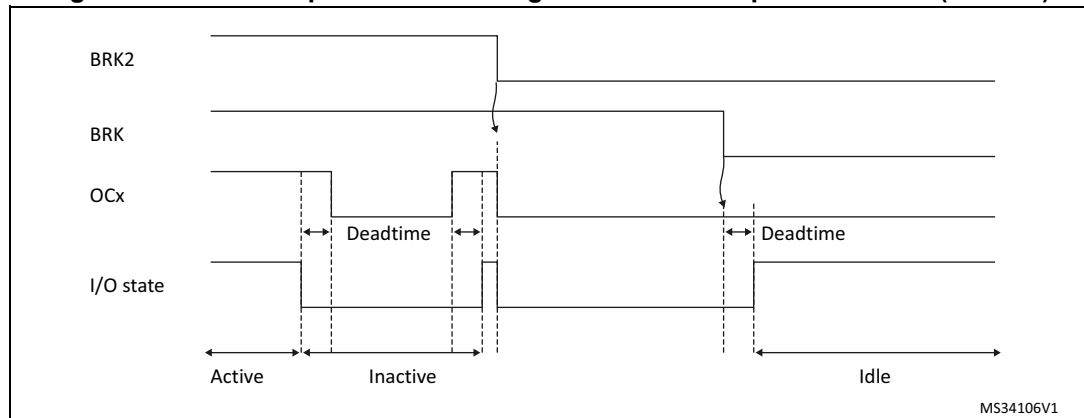 BRK2
BRK
OCx
Deadtime
Deadtime
I/O state
Active
Inactive
Idle
MS34106V1